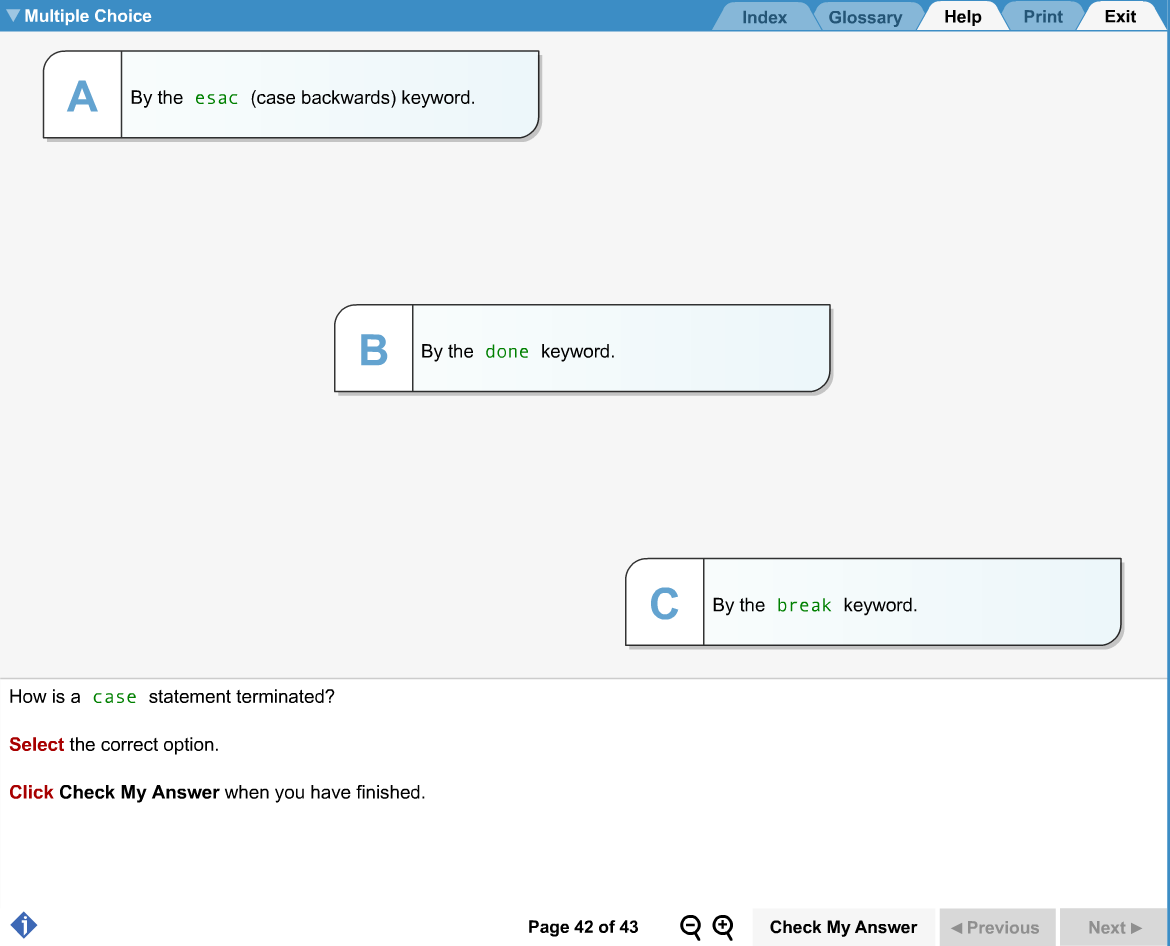 Multiple Choice
Index
Glossary
Help
Print
Exit
A
By the esac (case backwards) keyword.
B
By the done keyword.
C
By the break keyword.
How is a case statement terminated?
Select the correct option.
Click Check My Answer when you have finished.
i
Page 42 of 43
Check My Answer
Previous
Next